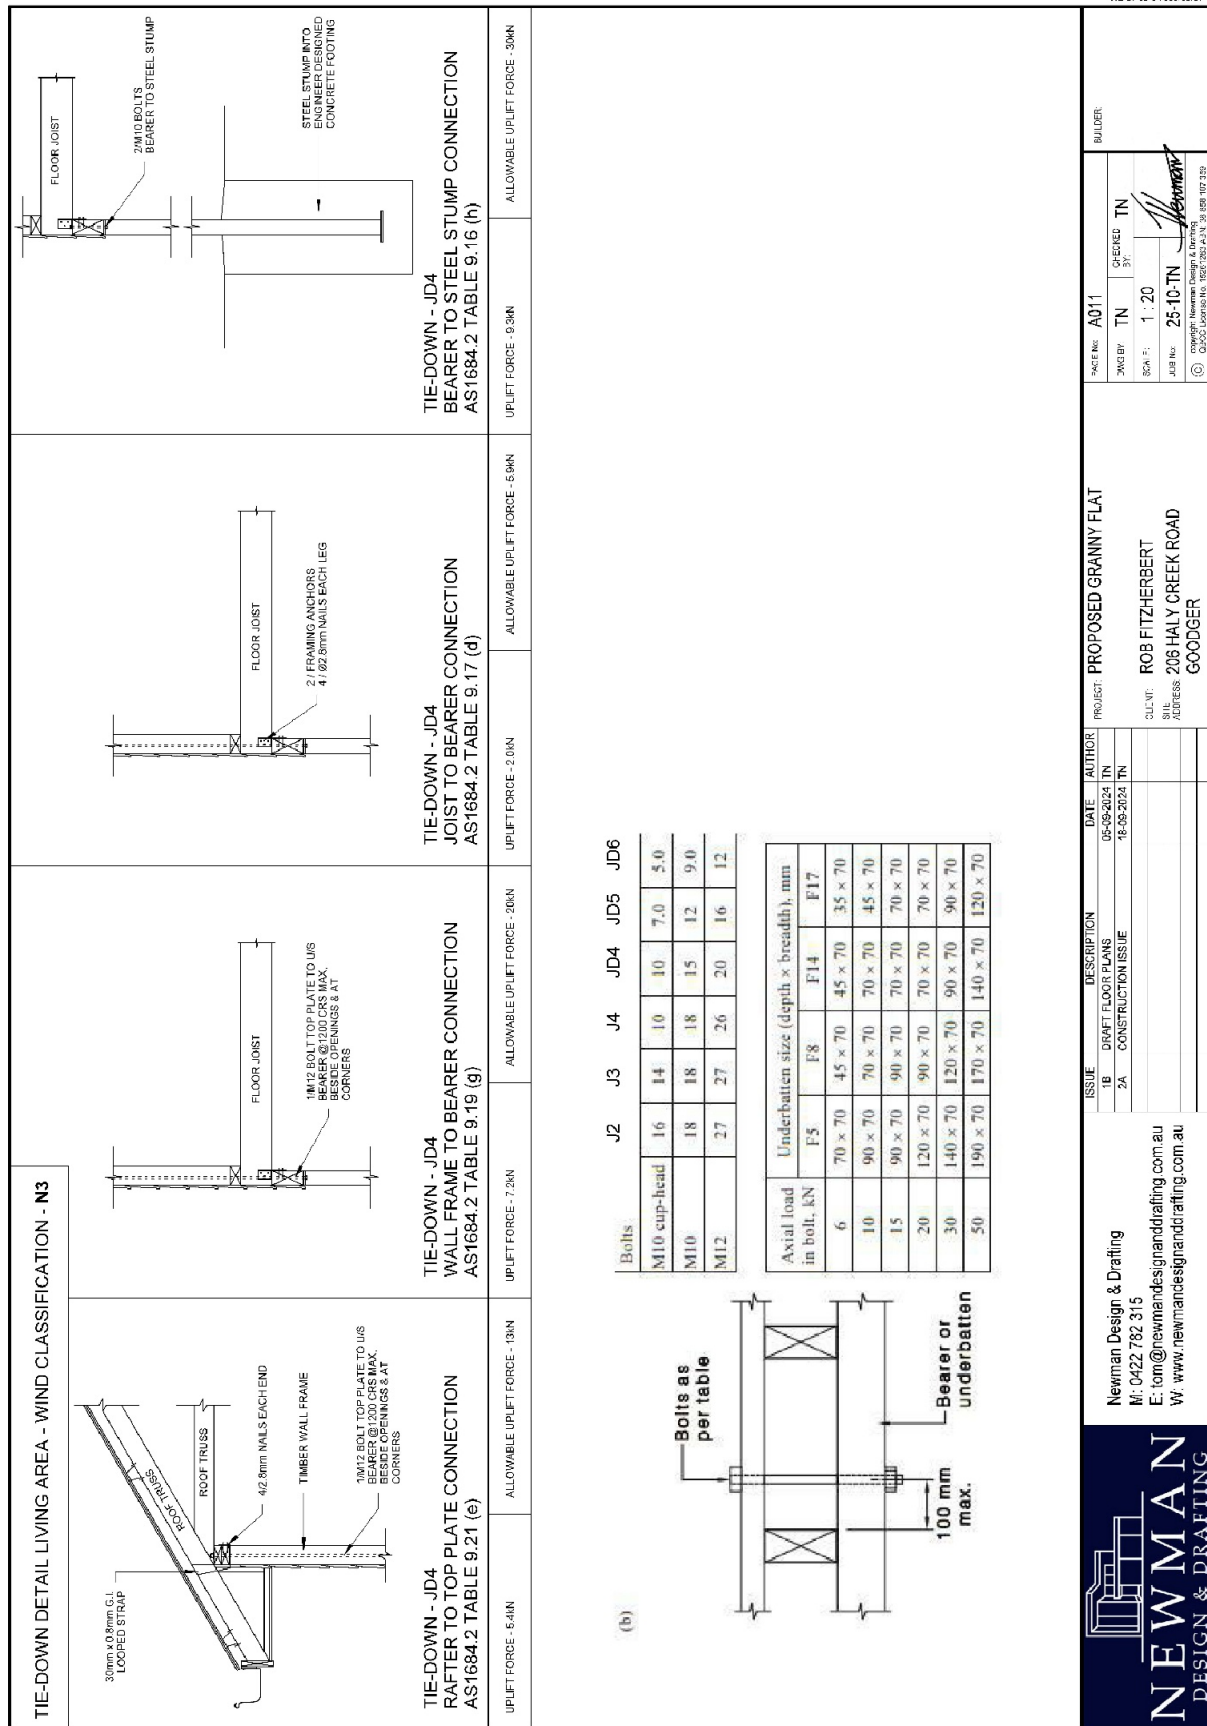 TIE-DOWN DETAIL LIVING AREA - WIND CLASSIFICATION - N3
30mm x 0.8mm G.I.
LOOPED STRAP
ROOF TRUSS
ROOF TRUSS
4/2.8mm NAILS EACH END
TIMBER WALL FRAME
1/M12 BOLT TOP PLATE TO U/S
BEARER @1200 CRS MAX.
BESIDE OPENINGS & AT
CORNERS
TIE-DOWN - JD4
RAFTER TO TOP PLATE CONNECTION
AS1684.2 TABLE 9.21 (e)
UPLIFT FORCE - 5.4kN
ALLOWABLE UPLIFT FORCE - 13kN
FLOOR JOIST
1/M12 BOLT TOP PLATE TO U/S
BEARER @1200 CRS MAX.
BESIDE OPENINGS & AT
CORNERS
TIE-DOWN - JD4
WALL FRAME TO BEARER CONNECTION
AS1684.2 TABLE 9.19 (g)
UPLIFT FORCE - 7.2kN
ALLOWABLE UPLIFT FORCE - 20kN
FLOOR JOIST
2 / FRAMING ANCHORS
4 / Ø2.8mm NAILS EACH LEG
TIE-DOWN - JD4
JOIST TO BEARER CONNECTION
AS1684.2 TABLE 9.17 (d)
UPLIFT FORCE - 2.0kN
ALLOWABLE UPLIFT FORCE - 5.9kN
FLOOR JOIST
2/M10 BOLTS
BEARER TO STEEL STUMP
STEEL STUMP INTO
ENGINEER DESIGNED
CONCRETE FOOTING
TIE-DOWN - JD4
BEARER TO STEEL STUMP CONNECTION
AS1684.2 TABLE 9.16 (h)
UPLIFT FORCE - 9.3kN
ALLOWABLE UPLIFT FORCE - 30kN
(b)
Bolts as
per table
100 mm
max.
Bearer or
underbatten
Bolts J2 J3 J4 JD4 JD5 JD6
M10 cup-head 16 14 10 10 7.0 5.0
M10 18 18 18 15 12 9.0
M12 27 27 26 20 16 12
Axial load
in bolt, kN
Underbatten size (depth × breadth), mm
F5 F8 F14 F17
6 70 × 70 45 × 70 45 × 70 35 × 70
10 90 × 70 70 × 70 70 × 70 45 × 70
15 90 × 70 90 × 70 70 × 70 70 × 70
20 120 × 70 90 × 70 70 × 70 70 × 70
30 140 × 70 120 × 70 90 × 70 90 × 70
50 190 × 70 170 × 70 140 × 70 120 × 70
NEWMAN
DESIGN & DRAFTING
Newman Design & Drafting
M: 0422 782 315
E: tom@newmandesignanddrafting.com.au
W: www.newmandesignanddrafting.com.au
ISSUE DESCRIPTION DATE AUTHOR
1B DRAFT FLOOR PLANS 05-09-2024 TN
2A CONSTRUCTION ISSUE 18-09-2024 TN
PROJECT: PROPOSED GRANNY FLAT
CLIENT: ROB FITZHERBERT
SITE
ADDRESS: 206 HALY CREEK ROAD
GOODGER
PAGE No: A011
DWG BY TN CHECKED BY: TN
SCALE: 1 : 20
JOB No: 25-10-TN
Newman
© copyright Newman Design & Drafting
BUILDER: